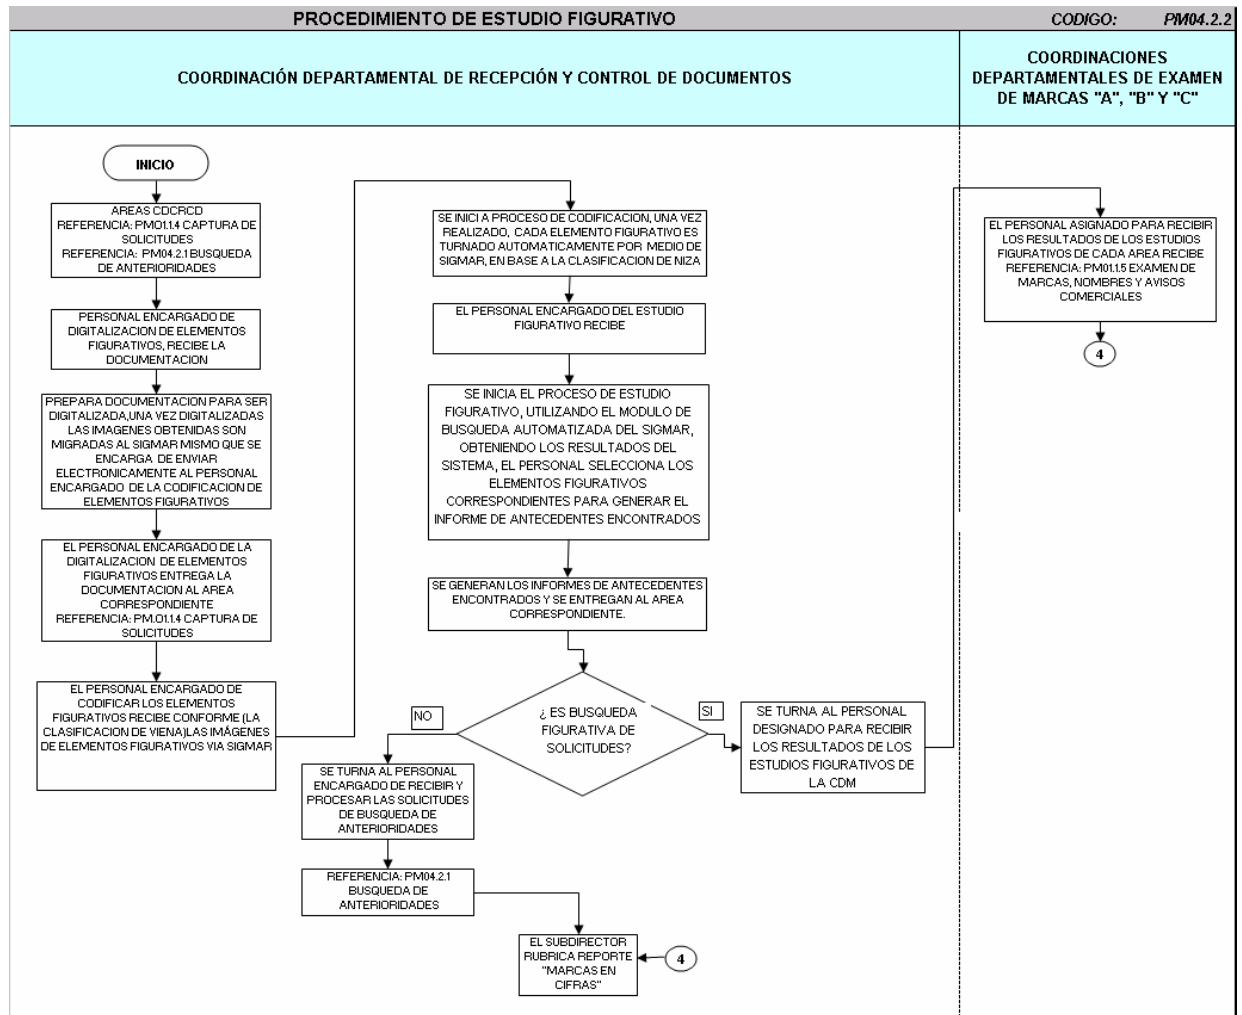 PROCEDIMIENTO DE ESTUDIO FIGURATIVO
CODIGO: PM04.2.2
COORDINACIÓN DEPARTAMENTAL DE RECEPCIÓN Y CONTROL DE DOCUMENTOS
COORDINACIONES
DEPARTAMENTALES DE EXAMEN
DE MARCAS "A", "B" Y "C"
INICIO
AREAS CDCRCD
REFERENCIA: PM01.1.4 CAPTURA DE
SOLICITUDES
REFERENCIA: PM04.2.1 BUSQUEDA
DE ANTERIORIDADES
PERSONAL ENCARGADO DE
DIGITALIZACION DE ELEMENTOS
FIGURATIVOS, RECIBE LA
DOCUMENTACION
PREPARA DOCUMENTACION PARA SER
DIGITALIZADA,UNA VEZ DIGITALIZADAS
LAS IMAGENES OBTENIDAS SON
MIGRADAS AL SIGMAR MISMO QUE SE
ENCARGA DE ENVIAR
ELECTRONICAMENTE AL PERSONAL
ENCARGADO DE LA CODIFICACION DE
ELEMENTOS FIGURATIVOS
EL PERSONAL ENCARGADO DE LA
DIGITALIZACION DE ELEMENTOS
FIGURATIVOS ENTREGA LA
DOCUMENTACION AL AREA
CORRESPONDIENTE
REFERENCIA: PM.01.1.4 CAPTURA DE
SOLICITUDES
EL PERSONAL ENCARGADO DE
CODIFICAR LOS ELEMENTOS
FIGURATIVOS RECIBE CONFORME (LA
CLASIFICACION DE VIENA)LAS IMÁGENES
DE ELEMENTOS FIGURATIVOS VIA SIGMAR
SE INICI A PROCESO DE CODIFICACION, UNA VEZ
REALIZADO, CADA ELEMENTO FIGURATIVO ES
TURNADO AUTOMATICAMENTE POR MEDIO DE
SIGMAR, EN BASE A LA CLASIFICACION DE NIZA
EL PERSONAL ENCARGADO DEL ESTUDIO
FIGURATIVO RECIBE
SE INICIA EL PROCESO DE ESTUDIO
FIGURATIVO, UTILIZANDO EL MODULO DE
BUSQUEDA AUTOMATIZADA DEL SIGMAR,
OBTENIENDO LOS RESULTADOS DEL
SISTEMA, EL PERSONAL SELECCIONA LOS
ELEMENTOS FIGURATIVOS
CORRESPONDIENTES PARA GENERAR EL
INFORME DE ANTECEDENTES ENCONTRADOS
SE GENERAN LOS INFORMES DE ANTECEDENTES
ENCONTRADOS Y SE ENTREGAN AL AREA
CORRESPONDIENTE.
¿ ES BUSQUEDA
FIGURATIVA DE
SOLICITUDES?
NO
SI
SE TURNA AL PERSONAL
ENCARGADO DE RECIBIR Y
PROCESAR LAS SOLICITUDES
DE BUSQUEDA DE
ANTERIORIDADES
REFERENCIA: PM04.2.1
BUSQUEDA DE
ANTERIORIDADES
EL SUBDIRECTOR
RUBRICA REPORTE
"MARCAS EN
CIFRAS"
4
SE TURNA AL PERSONAL
DESIGNADO PARA RECIBIR
LOS RESULTADOS DE LOS
ESTUDIOS FIGURATIVOS DE
LA CDM
EL PERSONAL ASIGNADO PARA RECIBIR
LOS RESULTADOS DE LOS ESTUDIOS
FIGURATIVOS DE CADA AREA RECIBE
REFERENCIA: PM01.1.5 EXAMEN DE
MARCAS, NOMBRES Y AVISOS
COMERCIALES
4